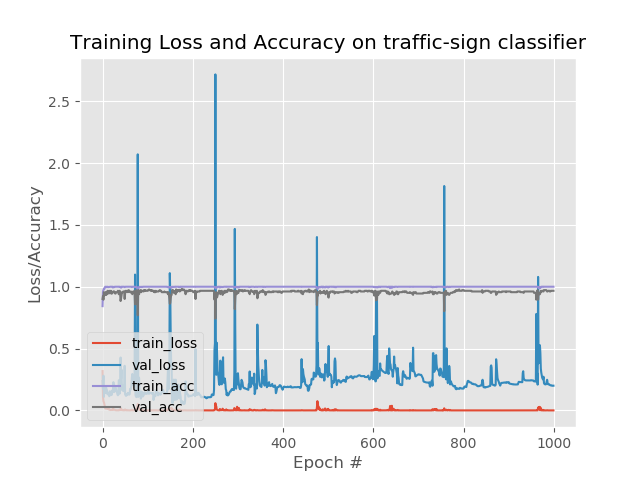 Training Loss and Accuracy on traffic-sign classifier
2.5
2.0
1.5
1.0
0.5
0.0
Loss/Accuracy
train_loss
val_loss
train_acc
val_acc
0 200 400 600 800 1000
Epoch #